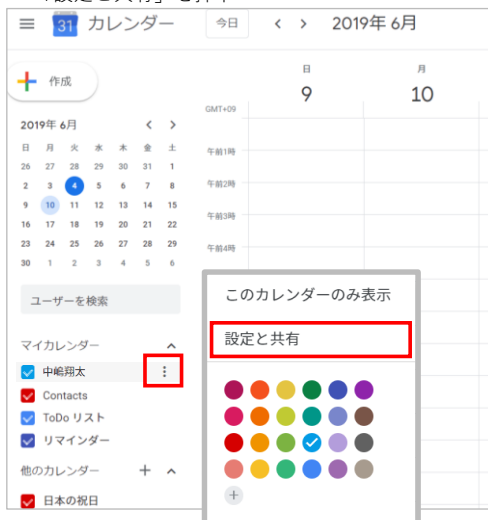 31 カレンダー 今日 < > 2019年 6月
作成
日 月
9 10
GMT+09
2019年 6月 < >
日 月 火 水 木 金 土
26 27 28 29 30 31 1
2 3 4 5 6 7 8
9 10 11 12 13 14 15
16 17 18 19 20 21 22
23 24 25 26 27 28 29
30 1 2 3 4 5 6
午前1時
午前2時
午前3時
午前4時
ユーザーを検索
マイカレンダー
中嶋翔太
Contacts
ToDo リスト
リマインダー
他のカレンダー +
日本の祝日
このカレンダーのみ表示
設定と共有
+